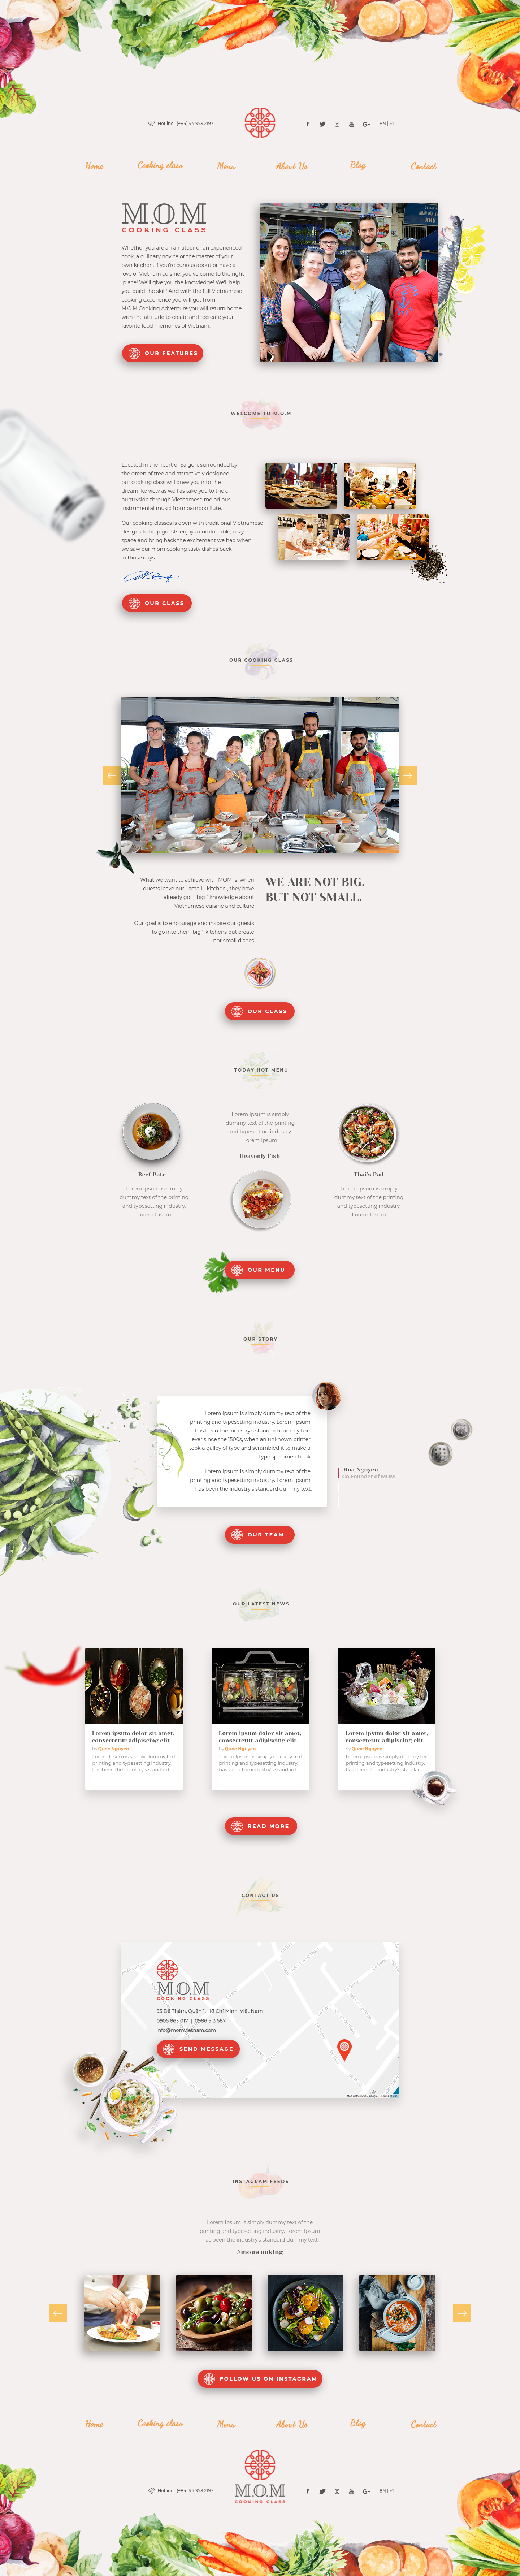 Hotline : (+84) 94 973 2197
EN | VI
Home
Cooking class
Menu
About Us
Blog
Contact
M.O.M
COOKING CLASS
Whether you are an amateur or an experienced
cook, a culinary novice or the master of your
own kitchen. If you're curious about or have a
love of Vietnam cuisine, you've come to the right
place! We'll give you the knowledge! We'll help
you build the skill! And with the full Vietnamese
cooking experience you will get from
M.O.M Cooking Adventure you will return home
with the attitude to create and recreate your
favorite food memories of Vietnam.
OUR FEATURES
WELCOME TO M.O.M
Located in the heart of Saigon, surrounded by
the green of tree and attractively designed,
our cooking class will draw you into the
dreamlike view as well as take you to the c
ountryside through Vietnamese melodious
instrumental music from bamboo flute.
Our cooking classes is open with traditional Vietnamese
designs to help guests enjoy a comfortable, cozy
space and bring back the excitement we had when
we saw our mom cooking tasty dishes back
in those days.
OUR CLASS
OUR COOKING CLASS
What we want to achieve with MOM is when
guests leave our " small " kitchen , they have
already got " big " knowledge about
Vietnamese cuisine and culture.
Our goal is to encourage and inspire our guests
to go into their "big" kitchens but create
not small dishes!
WE ARE NOT BIG.
BUT NOT SMALL.
OUR CLASS
TODAY HOT MENU
Beef Pate
Lorem Ipsum is simply
dummy text of the printing
and typesetting industry.
Lorem Ipsum
Lorem Ipsum is simply
dummy text of the printing
and typesetting industry.
Lorem Ipsum
Heavenly Fish
Thai's Pad
Lorem Ipsum is simply
dummy text of the printing
and typesetting industry.
Lorem Ipsum
OUR MENU
OUR STORY
Lorem Ipsum is simply dummy text of the
printing and typesetting industry. Lorem Ipsum
has been the industry's standard dummy text
ever since the 1500s, when an unknown printer
took a galley of type and scrambled it to make a
type specimen book.
Lorem Ipsum is simply dummy text of the
printing and typesetting industry. Lorem Ipsum
has been the industry's standard dummy text.
Hoa Nguyen
Co.Founder of MOM
OUR TEAM
OUR LATEST NEWS
Lorem ipsum dolor sit amet,
consectetur adipiscing elit
by Quoc Nguyen
Lorem Ipsum is simply dummy text
printing and typesetting industry.
has been the industry's standard ...
Lorem ipsum dolor sit amet,
consectetur adipiscing elit
by Quoc Nguyen
Lorem Ipsum is simply dummy text
printing and typesetting industry.
has been the industry's standard ...
Lorem ipsum dolor sit amet,
consectetur adipiscing elit
by Quoc Nguyen
Lorem Ipsum is simply dummy text
printing and typesetting industry.
has been the industry's standard ...
READ MORE
CONTACT US
M.O.M
COOKING CLASS
93 Đề Thám, Quận 1, Hồ Chí Minh, Việt Nam
0905 863 017 | 0986 513 587
info@momvietnam.com
SEND MESSAGE
Map data ©2017 Google Terms of Use
INSTAGRAM FEEDS
Lorem Ipsum is simply dummy text of the
printing and typesetting industry. Lorem Ipsum
has been the industry's standard dummy text.
#momcooking
FOLLOW US ON INSTAGRAM
Home
Cooking class
Menu
About Us
Blog
Contact
Hotline : (+84) 94 973 2197
M.O.M
COOKING CLASS
EN | VI